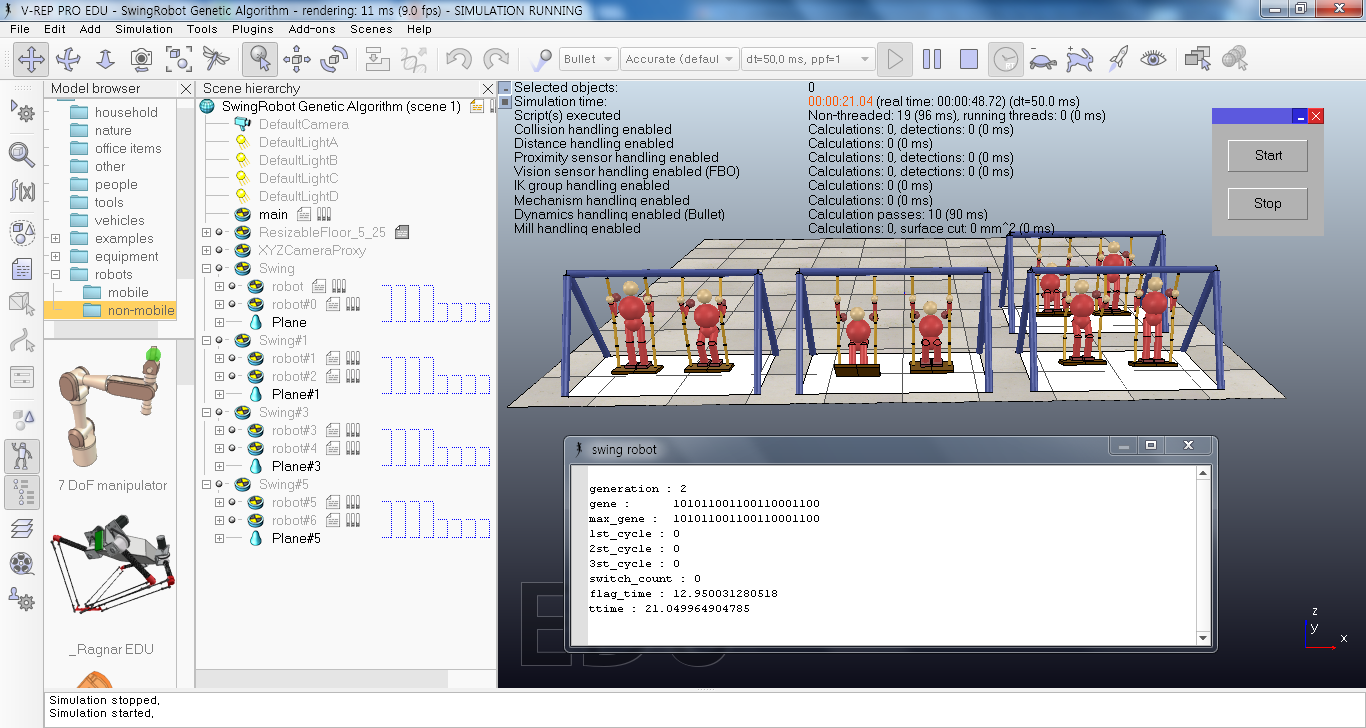 V-REP PRO EDU - SwingRobot Genetic Algorithm - rendering: 11 ms (9.0 fps) - SIMULATION RUNNING
File Edit Add Simulation Tools Plugins Add-ons Scenes Help
Bullet Accurate (defaul dt=50.0 ms, ppf=1
Model browser
household
nature
office items
other
people
tools
vehicles
examples
equipment
robots
mobile
non-mobile
7 DoF manipulator
_Ragnar EDU
Scene hierarchy
SwingRobot Genetic Algorithm (scene 1)
DefaultCamera
DefaultLightA
DefaultLightB
DefaultLightC
DefaultLightD
main
ResizableFloor_5_25
XYZCameraProxy
Swing
robot
robot#0
Plane
Swing#1
robot#1
robot#2
Plane#1
Swing#3
robot#3
robot#4
Plane#3
Swing#5
robot#5
robot#6
Plane#5
Selected objects: 0
Simulation time: 00:00:21.04 (real time: 00:00:48.72) (dt=50.0 ms)
Script(s) executed Non-threaded: 19 (96 ms), running threads: 0 (0 ms)
Collision handling enabled Calculations: 0, detections: 0 (0 ms)
Distance handling enabled Calculations: 0 (0 ms)
Proximity sensor handling enabled Calculations: 0, detections: 0 (0 ms)
Vision sensor handling enabled (FBO) Calculations: 0, detections: 0 (0 ms)
IK group handling enabled Calculations: 0 (0 ms)
Mechanism handling enabled Calculations: 0 (0 ms)
Dynamics handling enabled (Bullet) Calculation passes: 10 (90 ms)
Mill handling enabled Calculations: 0, surface cut: 0 mm^2 (0 ms)
Start
Stop
swing robot
generation : 2
gene : 1010110011001100011​00
max_gene : 1010110011001100011​00
1st_cycle : 0
2st_cycle : 0
3st_cycle : 0
switch_count : 0
flag_time : 12.950031280518
ttime : 21.049964904785
EDU
z
y
x
Simulation stopped.
Simulation started.